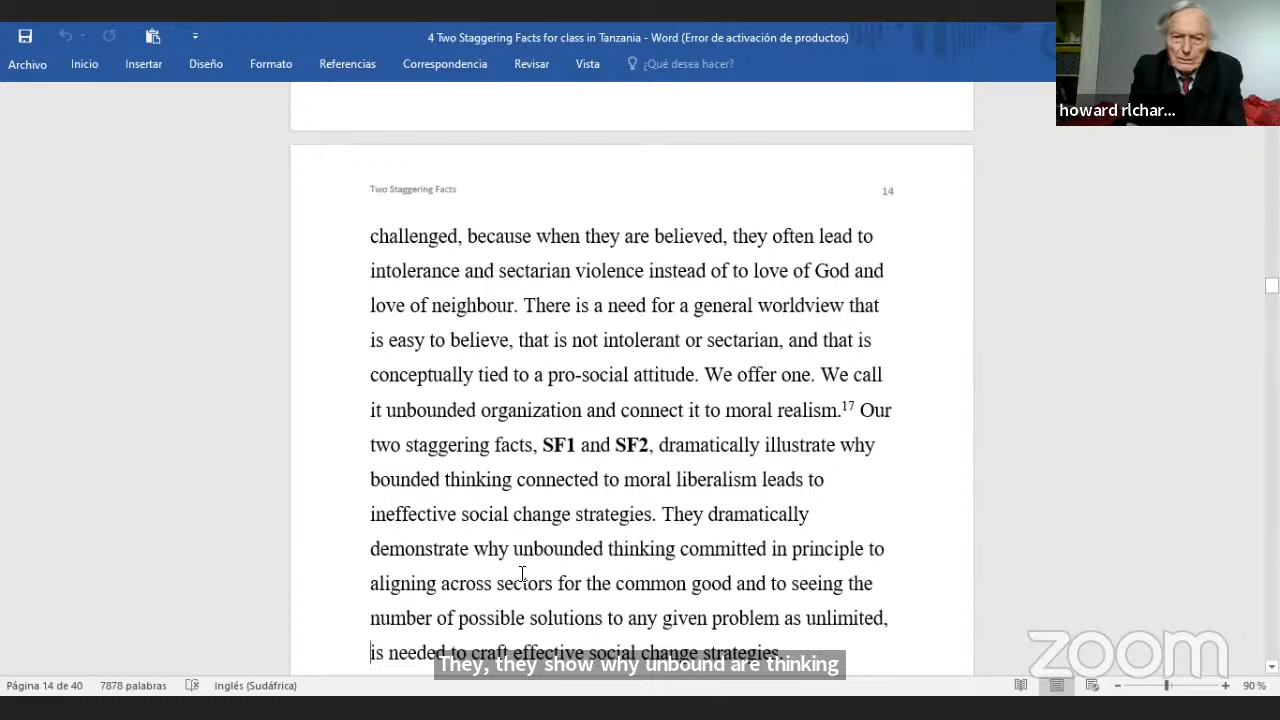 4 Two Staggering Facts for class in Tanzania - Word (Error de activación de productos)
Archivo Inicio Insertar Diseño Formato Referencias Correspondencia Revisar Vista ¿Qué desea hacer?
howard rlchar...
Two Staggering Facts 14
challenged, because when they are believed, they often lead to
intolerance and sectarian violence instead of to love of God and
love of neighbour. There is a need for a general worldview that
is easy to believe, that is not intolerant or sectarian, and that is
conceptually tied to a pro-social attitude. We offer one. We call
it unbounded organization and connect it to moral realism.17 Our
two staggering facts, SF1 and SF2, dramatically illustrate why
bounded thinking connected to moral liberalism leads to
ineffective social change strategies. They dramatically
demonstrate why unbounded thinking committed in principle to
aligning across sectors for the common good and to seeing the
number of possible solutions to any given problem as unlimited,
is needed to craft effective social change strategies.
They, they show why unbound are thinking
zoom
Página 14 de 40 7878 palabras Inglés (Sudáfrica) 90 %